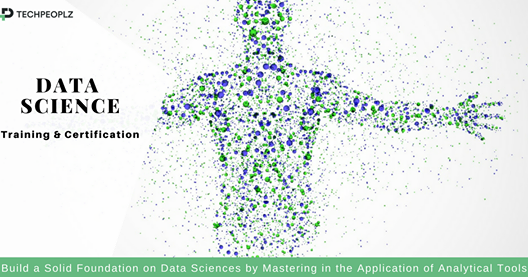 TECHPEOPLZ
DATA
SCIENCE
Training & Certification
Build a Solid Foundation on Data Sciences by Mastering in the Application of Analytical Tools